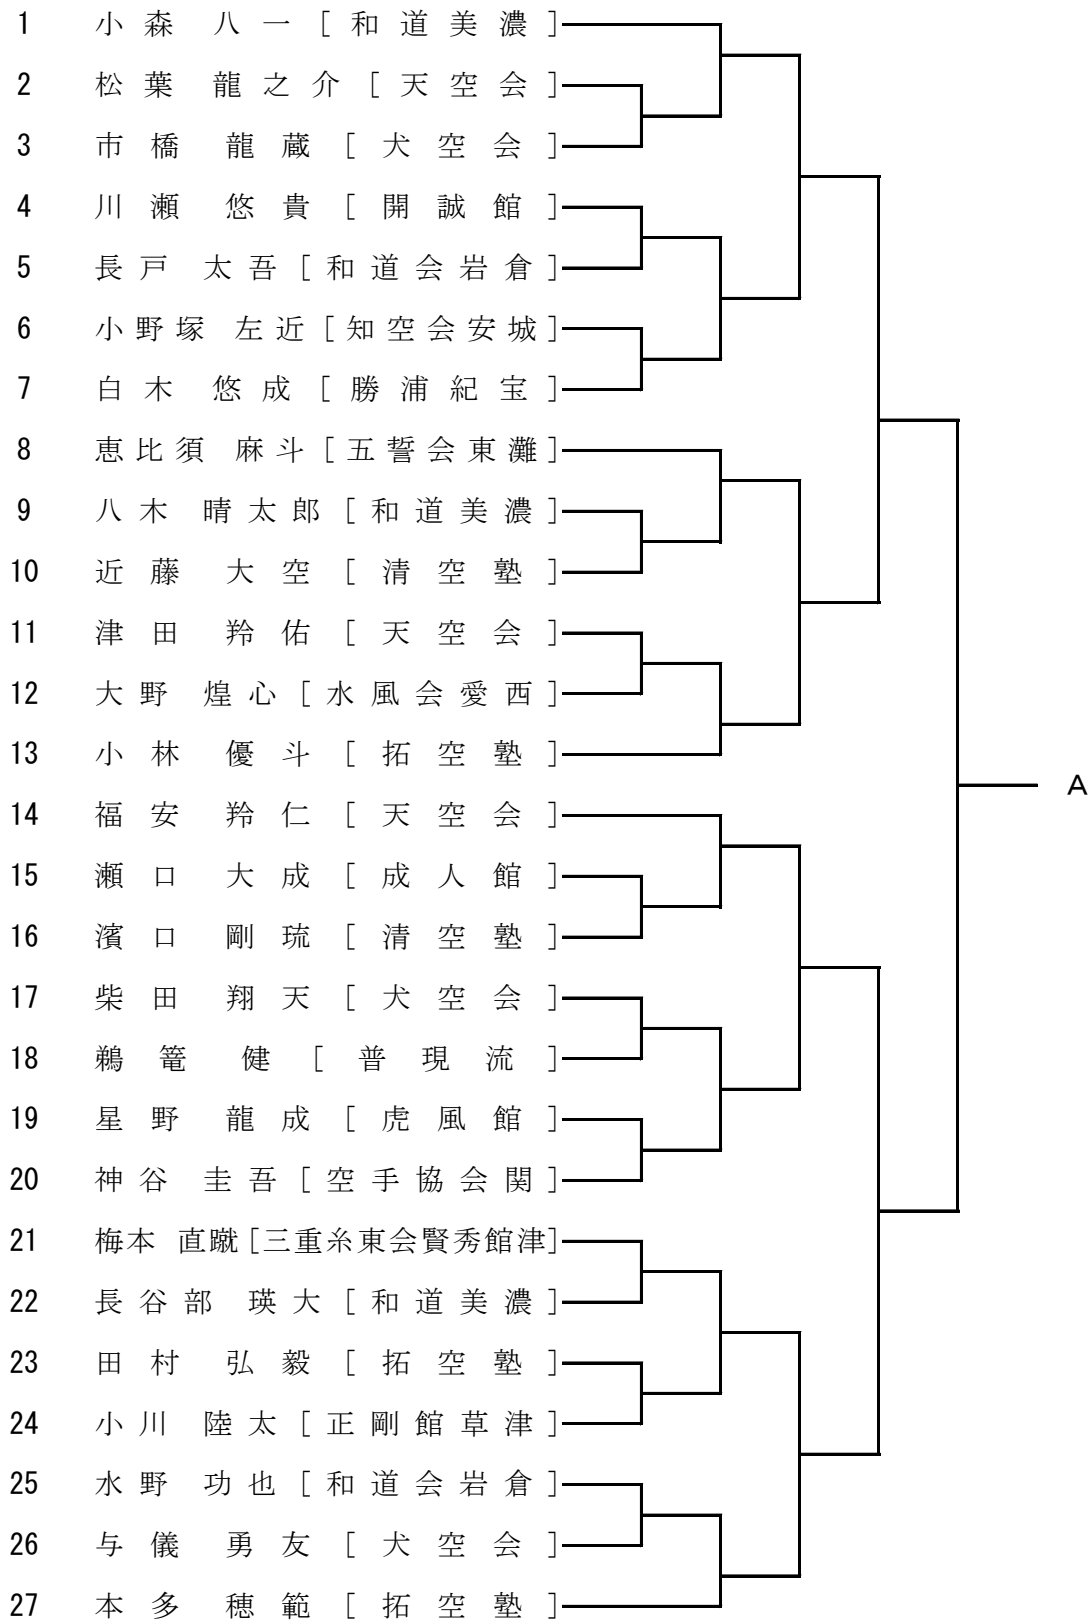 1 小森 八一 [和道美濃]
2 松葉 龍之介 [天空会]
3 市橋 龍蔵 [犬空会]
4 川瀬 悠貴 [開誠館]
5 長戸 太吾 [和道会岩倉]
6 小野塚 左近 [知空会安城]
7 白木 悠成 [勝浦紀宝]
8 恵比須 麻斗 [五誓会東灘]
9 八木 晴太郎 [和道美濃]
10 近藤 大空 [清空塾]
11 津田 羚佑 [天空会]
12 大野 煌心 [水風会愛西]
13 小林 優斗 [拓空塾]
A
14 福安 羚仁 [天空会]
15 瀬口 大成 [成人館]
16 濱口 剛琉 [清空塾]
17 柴田 翔天 [犬空会]
18 鵜篭 健 [普現流]
19 星野 龍成 [虎風館]
20 神谷 圭吾 [空手協会関]
21 梅本 直蹴 [三重糸東会賢秀館津]
22 長谷部 瑛大 [和道美濃]
23 田村 弘毅 [拓空塾]
24 小川 陸太 [正剛館草津]
25 水野 功也 [和道会岩倉]
26 与儀 勇友 [犬空会]
27 本多 穂範 [拓空塾]